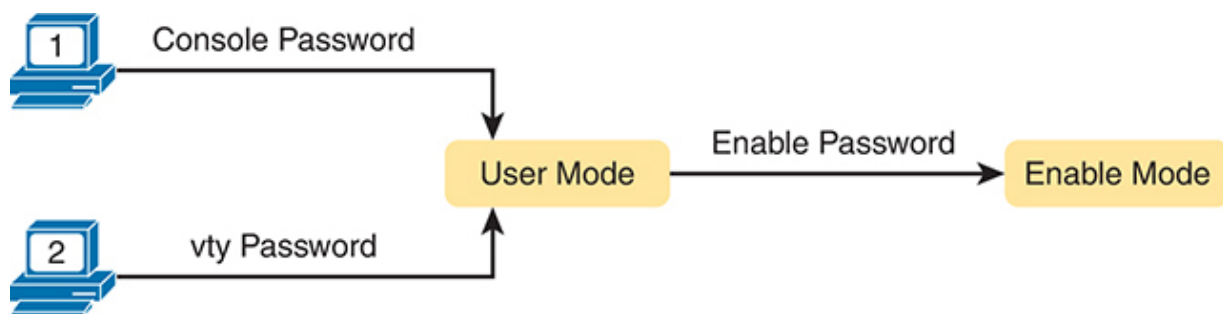 1
Console Password
User Mode
Enable Password
Enable Mode
2
vty Password